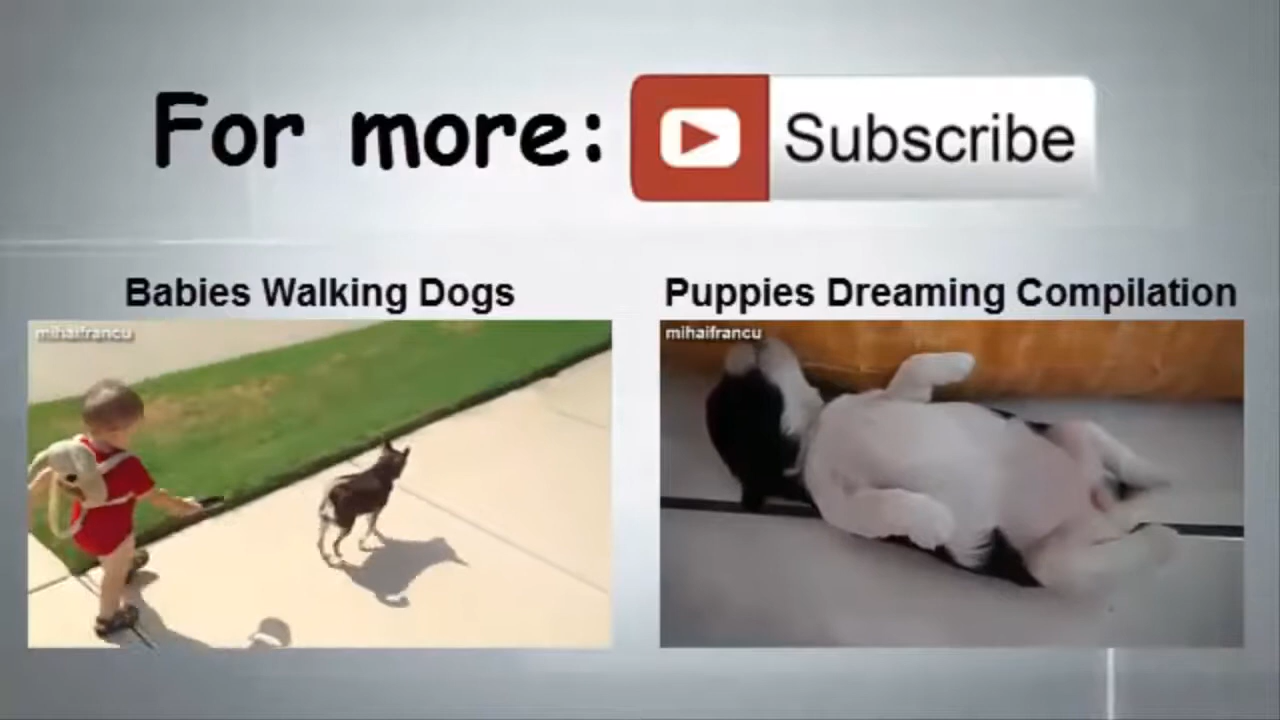 For more:
Subscribe
Babies Walking Dogs
Puppies Dreaming Compilation
mihaifrancu
mihaifrancu